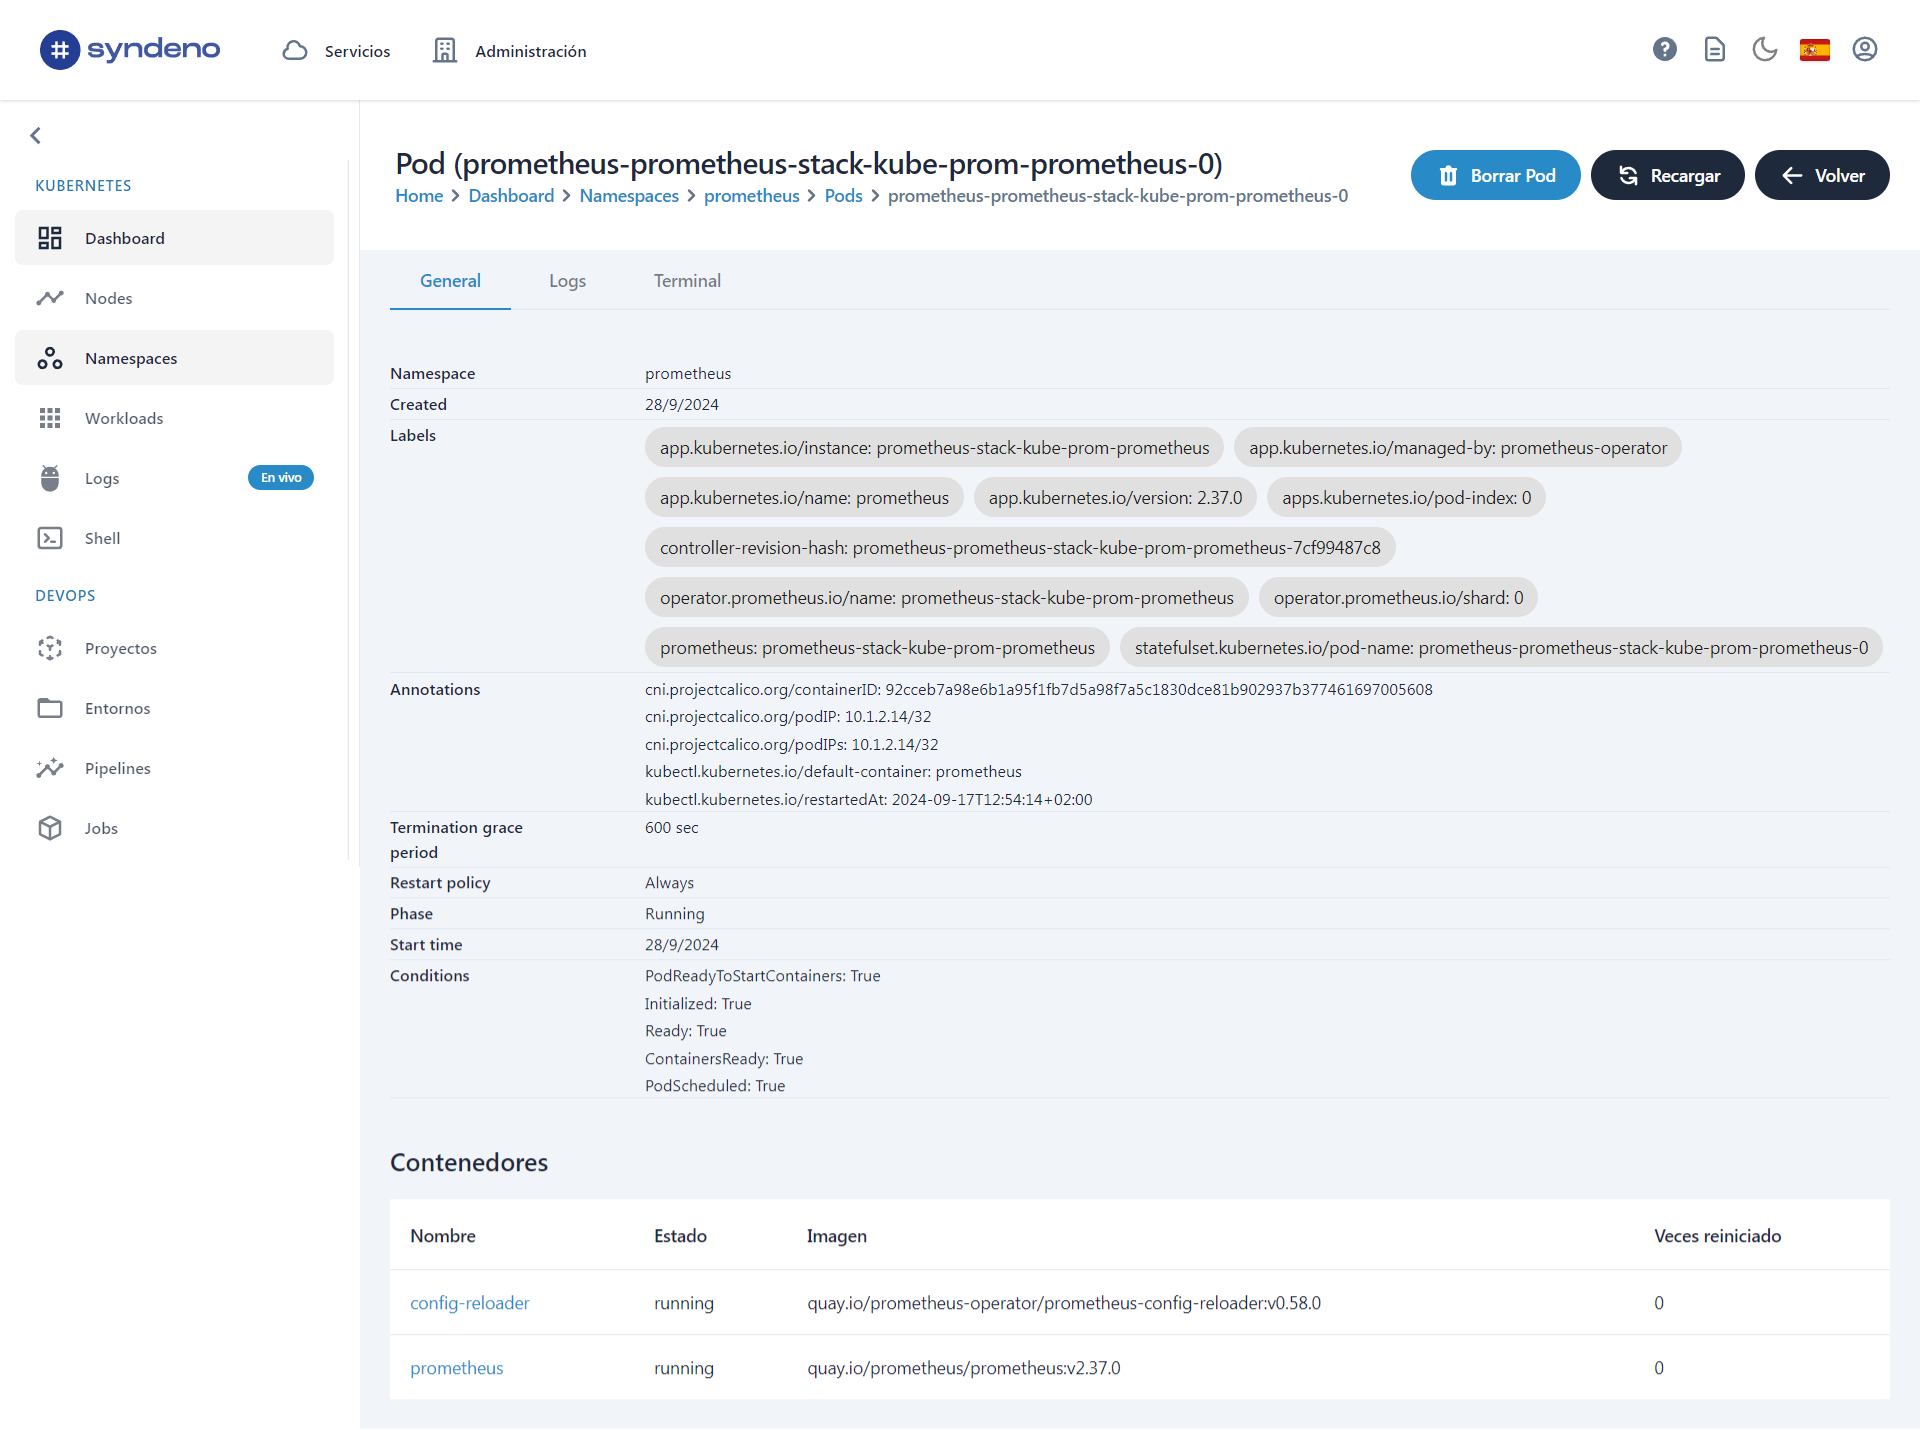 # syndeno
Servicios
Administración
KUBERNETES
Dashboard
Nodes
Namespaces
Workloads
Logs En vivo
Shell
DEVOPS
Proyectos
Entornos
Pipelines
Jobs
Pod (prometheus-prometheus-stack-kube-prom-prometheus-0)
Home > Dashboard > Namespaces > prometheus > Pods > prometheus-prometheus-stack-kube-prom-prometheus-0
Borrar Pod
Recargar
Volver
General Logs Terminal
Namespace prometheus
Created 28/9/2024
Labels app.kubernetes.io/instance: prometheus-stack-kube-prom-prometheus app.kubernetes.io/managed-by: prometheus-operator
app.kubernetes.io/name: prometheus app.kubernetes.io/version: 2.37.0 apps.kubernetes.io/pod-index: 0
controller-revision-hash: prometheus-prometheus-stack-kube-prom-prometheus-7cf99487c8
operator.prometheus.io/name: prometheus-stack-kube-prom-prometheus operator.prometheus.io/shard: 0
prometheus: prometheus-stack-kube-prom-prometheus statefulset.kubernetes.io/pod-name: prometheus-prometheus-stack-kube-prom-prometheus-0
Annotations cni.projectcalico.org/containerID: 92cceb7a98e6b1a95f1fb7d5a98f7a5c1830dce81b902937b377461697005608
cni.projectcalico.org/podIP: 10.1.2.14/32
cni.projectcalico.org/podIPs: 10.1.2.14/32
kubectl.kubernetes.io/default-container: prometheus
kubectl.kubernetes.io/restartedAt: 2024-09-17T12:54:14+02:00
Termination grace period 600 sec
Restart policy Always
Phase Running
Start time 28/9/2024
Conditions PodReadyToStartContainers: True
Initialized: True
Ready: True
ContainersReady: True
PodScheduled: True
Contenedores
Nombre Estado Imagen Veces reiniciado
config-reloader running quay.io/prometheus-operator/prometheus-config-reloader:v0.58.0 0
prometheus running quay.io/prometheus/prometheus:v2.37.0 0